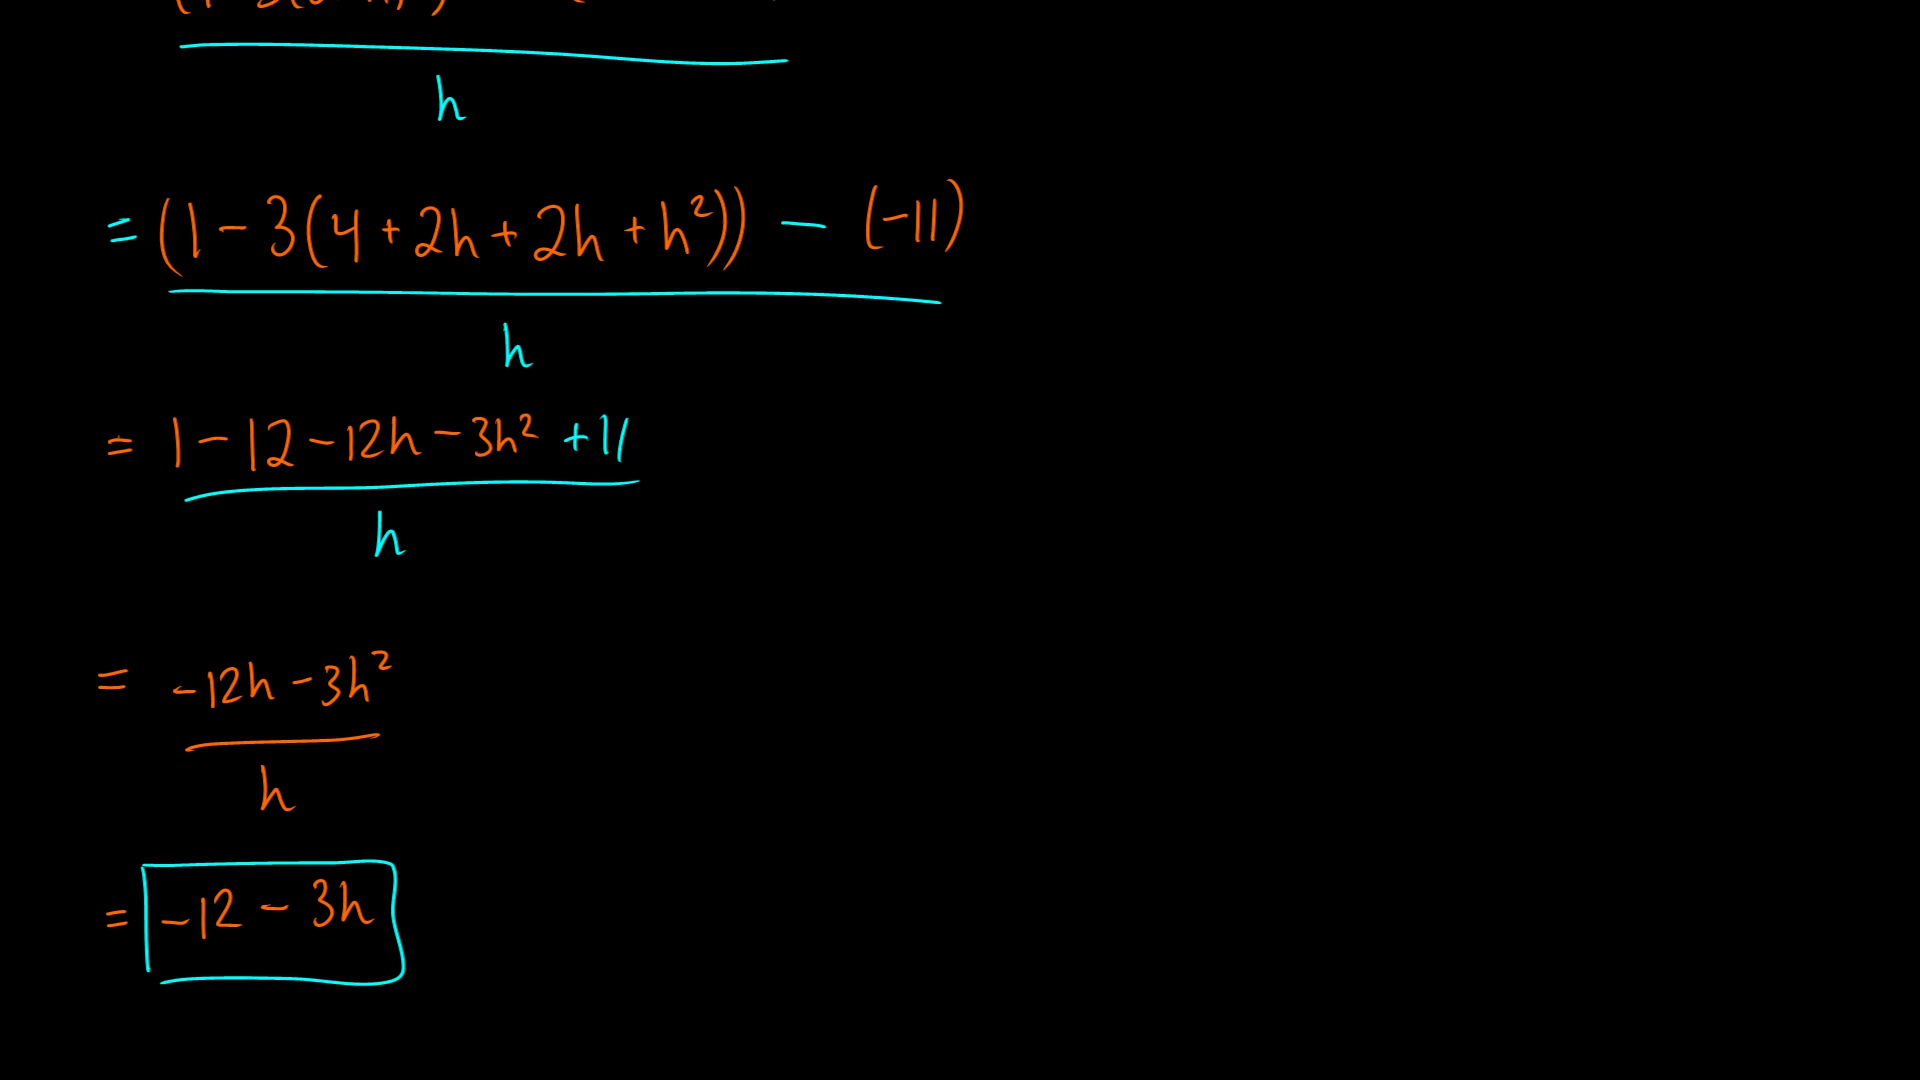 h
= (1 - 3(4 + 2h + 2h + h²)) - (-11)
h
= 1 - 12 - 12h - 3h² + 11
h
= -12h - 3h²
h
= -12 - 3h